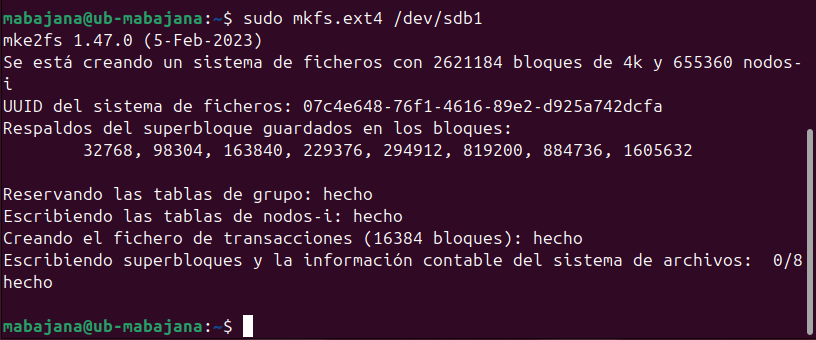 mabajana@ub-mabajana:~$ sudo mkfs.ext4 /dev/sdb1
mke2fs 1.47.0 (5-Feb-2023)
Se está creando un sistema de ficheros con 2621184 bloques de 4k y 655360 nodos-
i
UUID del sistema de ficheros: 07c4e648-76f1-4616-89e2-d925a742dcfa
Respaldos del superbloque guardados en los bloques:
        32768, 98304, 163840, 229376, 294912, 819200, 884736, 1605632

Reservando las tablas de grupo: hecho
Escribiendo las tablas de nodos-i: hecho
Creando el fichero de transacciones (16384 bloques): hecho
Escribiendo superbloques y la información contable del sistema de archivos:  0/8
hecho

mabajana@ub-mabajana:~$